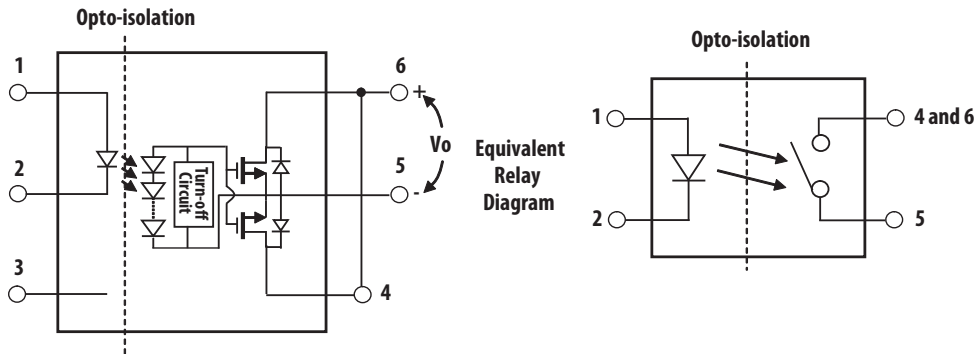 Opto-isolation
1
2
3
Turn-off
Circuit
6
+
Vo
5
-
4
Equivalent
Relay
Diagram
Opto-isolation
1
2
4 and 6
5